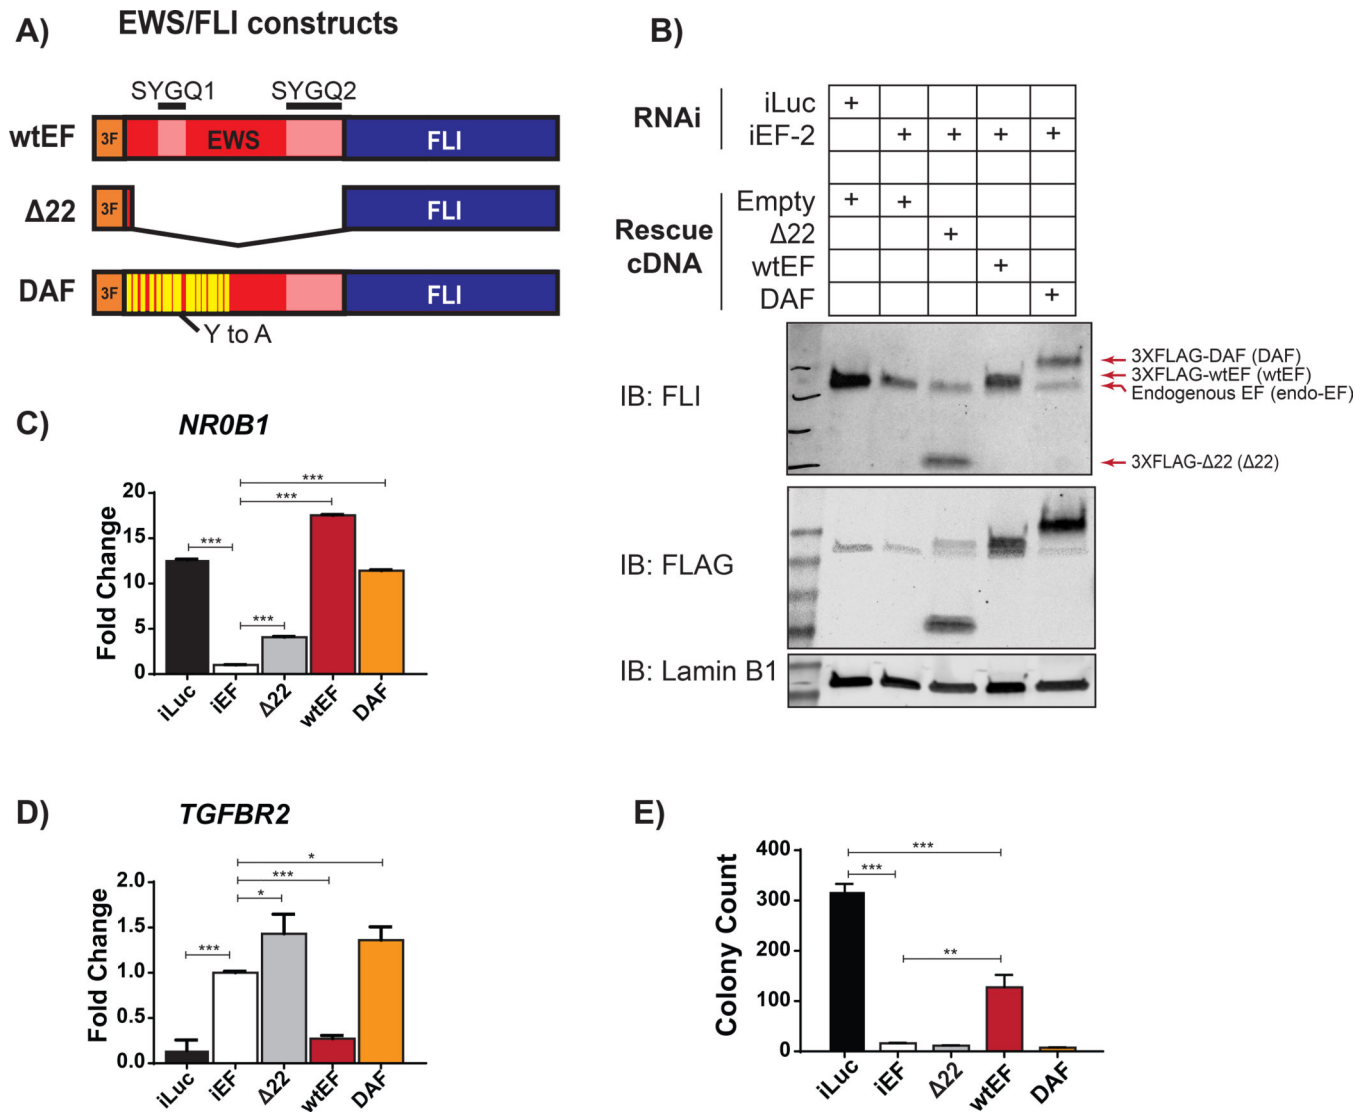 A)
EWS/FLI constructs
SYGQ1
SYGQ2
wtEF
3F
EWS
FLI
Δ22
3F
FLI
DAF
3F
FLI
Y to A
B)
RNAi
iLuc
+
iEF-2
+ + + +
Rescue cDNA
Empty
+ +
Δ22
+
wtEF
+
DAF
+
IB: FLI
3XFLAG-DAF (DAF)
3XFLAG-wtEF (wtEF)
Endogenous EF (endo-EF)
3XFLAG-Δ22 (Δ22)
IB: FLAG
IB: Lamin B1
C)
NR0B1
Fold Change
20
15
10
5
0
***
***
***
***
iLuc
iEF
Δ22
wtEF
DAF
D)
TGFBR2
Fold Change
2.0
1.5
1.0
0.5
0.0
*
***
*
***
iLuc
iEF
Δ22
wtEF
DAF
E)
Colony Count
400
300
200
100
0
***
***
**
iLuc
iEF
Δ22
wtEF
DAF